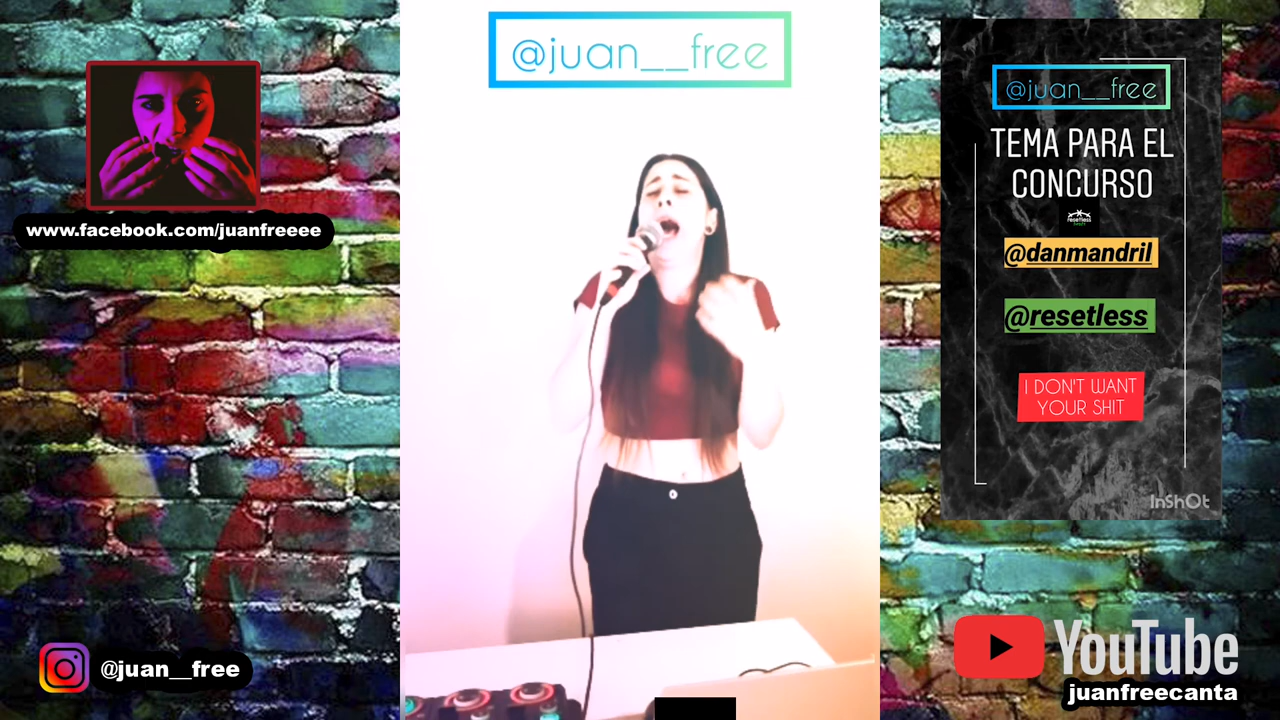 @juan__free
www.facebook.com/juanfreeee
@juan__free
@juan__free
TEMA PARA EL
CONCURSO
resetless
@danmandril
@resetless
I DON'T WANT
YOUR SHIT
InShOt
YouTube
juanfreecanta